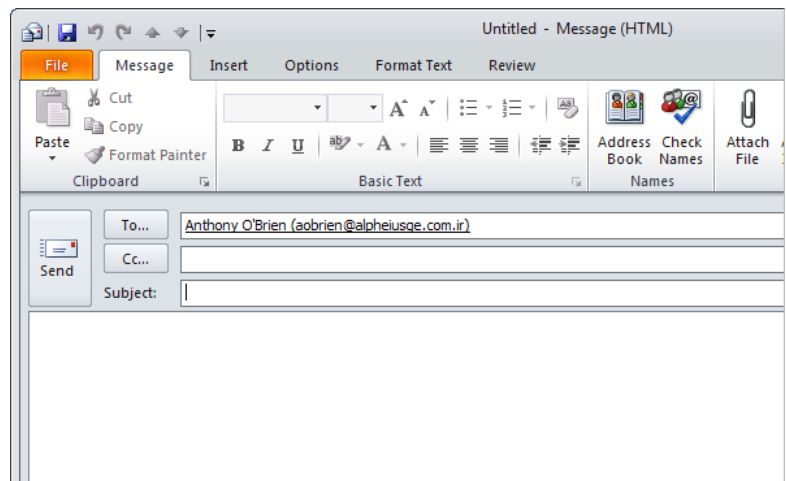 Untitled - Message (HTML)
File Message Insert Options Format Text Review
Cut
Copy
Format Painter
Paste
Address Book
Check Names
Attach File
Clipboard Basic Text Names
Send
To... Anthony O'Brien (aobrien@alpheiusge.com.ir)
Cc...
Subject: